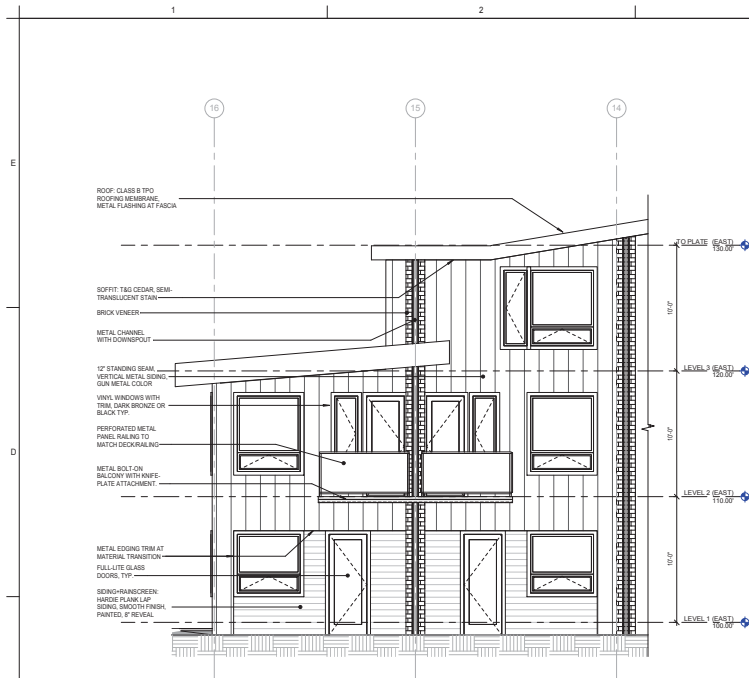 1
2
16
15
14
E
ROOF: CLASS B TPO
ROOFING MEMBRANE,
METAL FLASHING AT FASCIA
TO PLATE (EAST)
130.00'
SOFFIT: T&G CEDAR, SEMI-
TRANSLUCENT STAIN
BRICK VENEER
10'-0"
METAL CHANNEL
WITH DOWNSPOUT
12" STANDING SEAM,
VERTICAL METAL SIDING,
GUN METAL COLOR
LEVEL 3 (EAST)
120.00'
VINYL WINDOWS WITH
TRIM, DARK BRONZE OR
BLACK TYP.
PERFORATED METAL
PANEL RAILING TO
MATCH DECK/RAILING
10'-0"
D
METAL BOLT-ON
BALCONY WITH KNIFE-
PLATE ATTACHMENT.
LEVEL 2 (EAST)
110.00'
METAL EDGING TRIM AT
MATERIAL TRANSITION
10'-0"
FULL-LITE GLASS
DOORS, TYP
SIDING+RAINSCREEN:
HARDIE PLANK LAP
SIDING, SMOOTH FINISH,
PAINTED, 8" REVEAL
LEVEL 1 (EAST)
100.00'